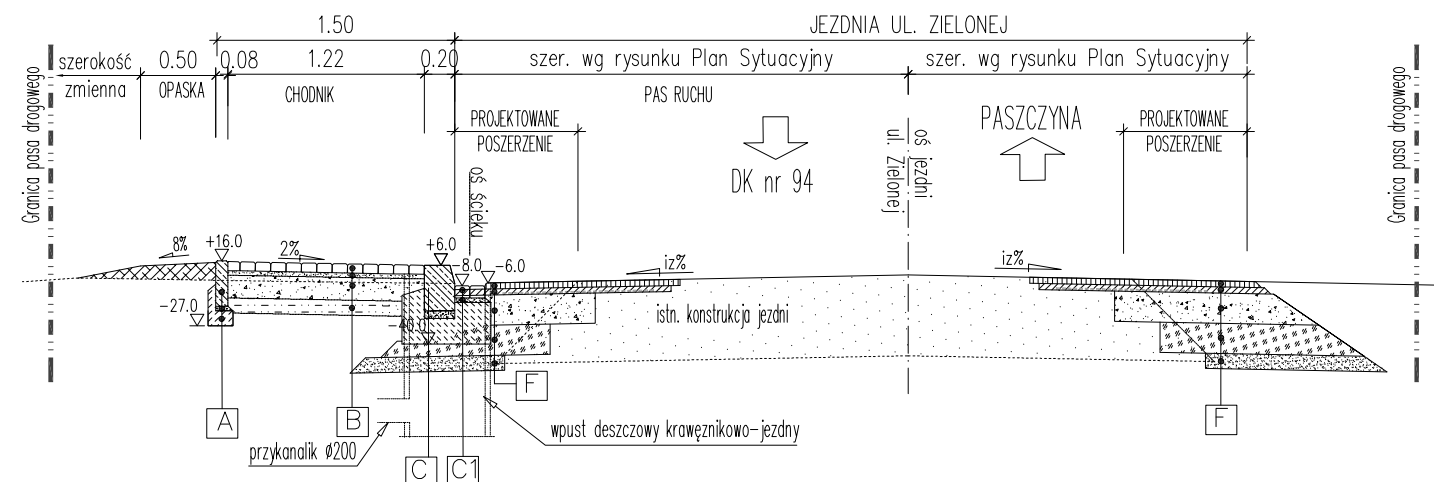 1.50
JEZDNIA UL. ZIELONEJ
szerokość
zmienna
0.50
OPASKA
0.08
1.22
CHODNIK
0.20
szer. wg rysunku Plan Sytuacyjny
szer. wg rysunku Plan Sytuacyjny
PAS RUCHU
PROJEKTOWANE
POSZERZENIE
PASZCZYNA
PROJEKTOWANE
POSZERZENIE
Granica pasa drogowego
oś ścieku
DK nr 94
oś jezdni
ul. Zielonej
Granica pasa drogowego
8%
+16.0
2%
+6.0
-8.0
-6.0
iz%
iz%
-27.0
-40.0
istn. konstrukcja jezdni
A
B
F
F
wpust deszczowy krawęznikowo-jezdny
przykanalik Ø200
C
C1